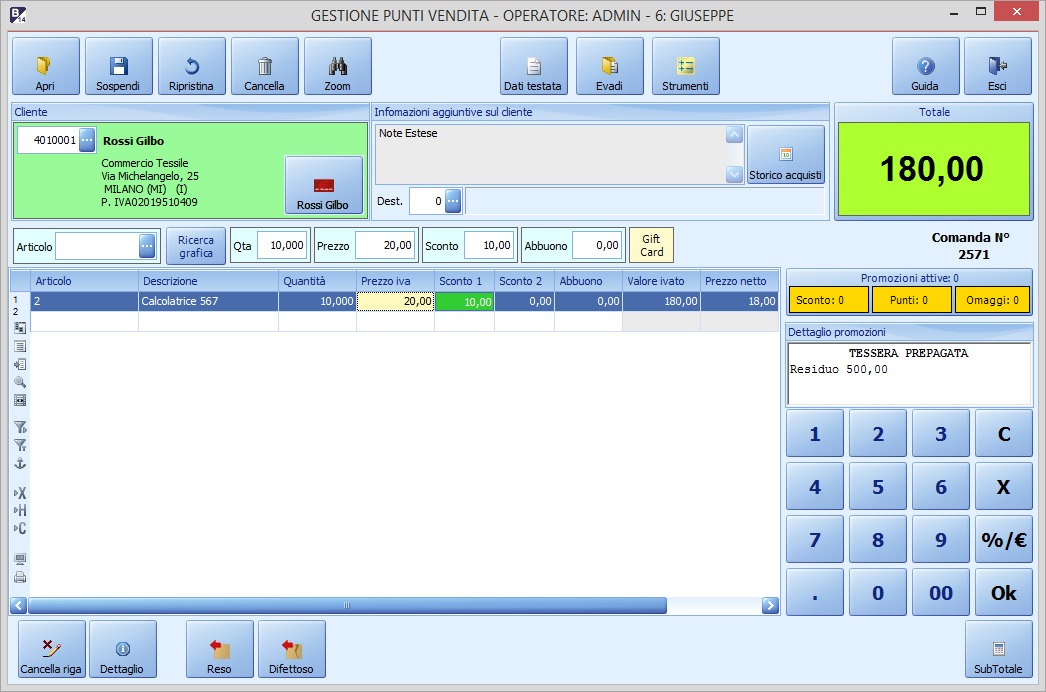 GESTIONE PUNTI VENDITA - OPERATORE: ADMIN - 6: GIUSEPPE
Apri Sospendi Ripristina Cancella Zoom Dati testata Evadi Strumenti Guida Esci
Cliente
4010001 ... Rossi Gilbo
Commercio Tessile
Via Michelangelo, 25
MILANO (MI) (I)
P. IVA02019510409
Rossi Gilbo
Infomazioni aggiuntive sul cliente
Note Estese
Storico acquisti
Dest. 0 ...
Totale
180,00
Articolo ...
Ricerca
grafica
Qta 10,000
Prezzo 20,00
Sconto 10,00
Abbuono 0,00
Gift
Card
Comanda N°
2571
Articolo Descrizione Quantità Prezzo iva Sconto 1 Sconto 2 Abbuono Valore ivato Prezzo netto
1 2 Calcolatrice 567 10,000 20,00 10,00 0,00 0,00 180,00 18,00
2
X
H
C
Promozioni attive: 0
Sconto: 0 Punti: 0 Omaggi: 0
Dettaglio promozioni
TESSERA PREPAGATA
Residuo 500,00
1 2 3 C
4 5 6 X
7 8 9 %/€
. 0 00 Ok
Cancella riga Dettaglio Reso Difettoso SubTotale